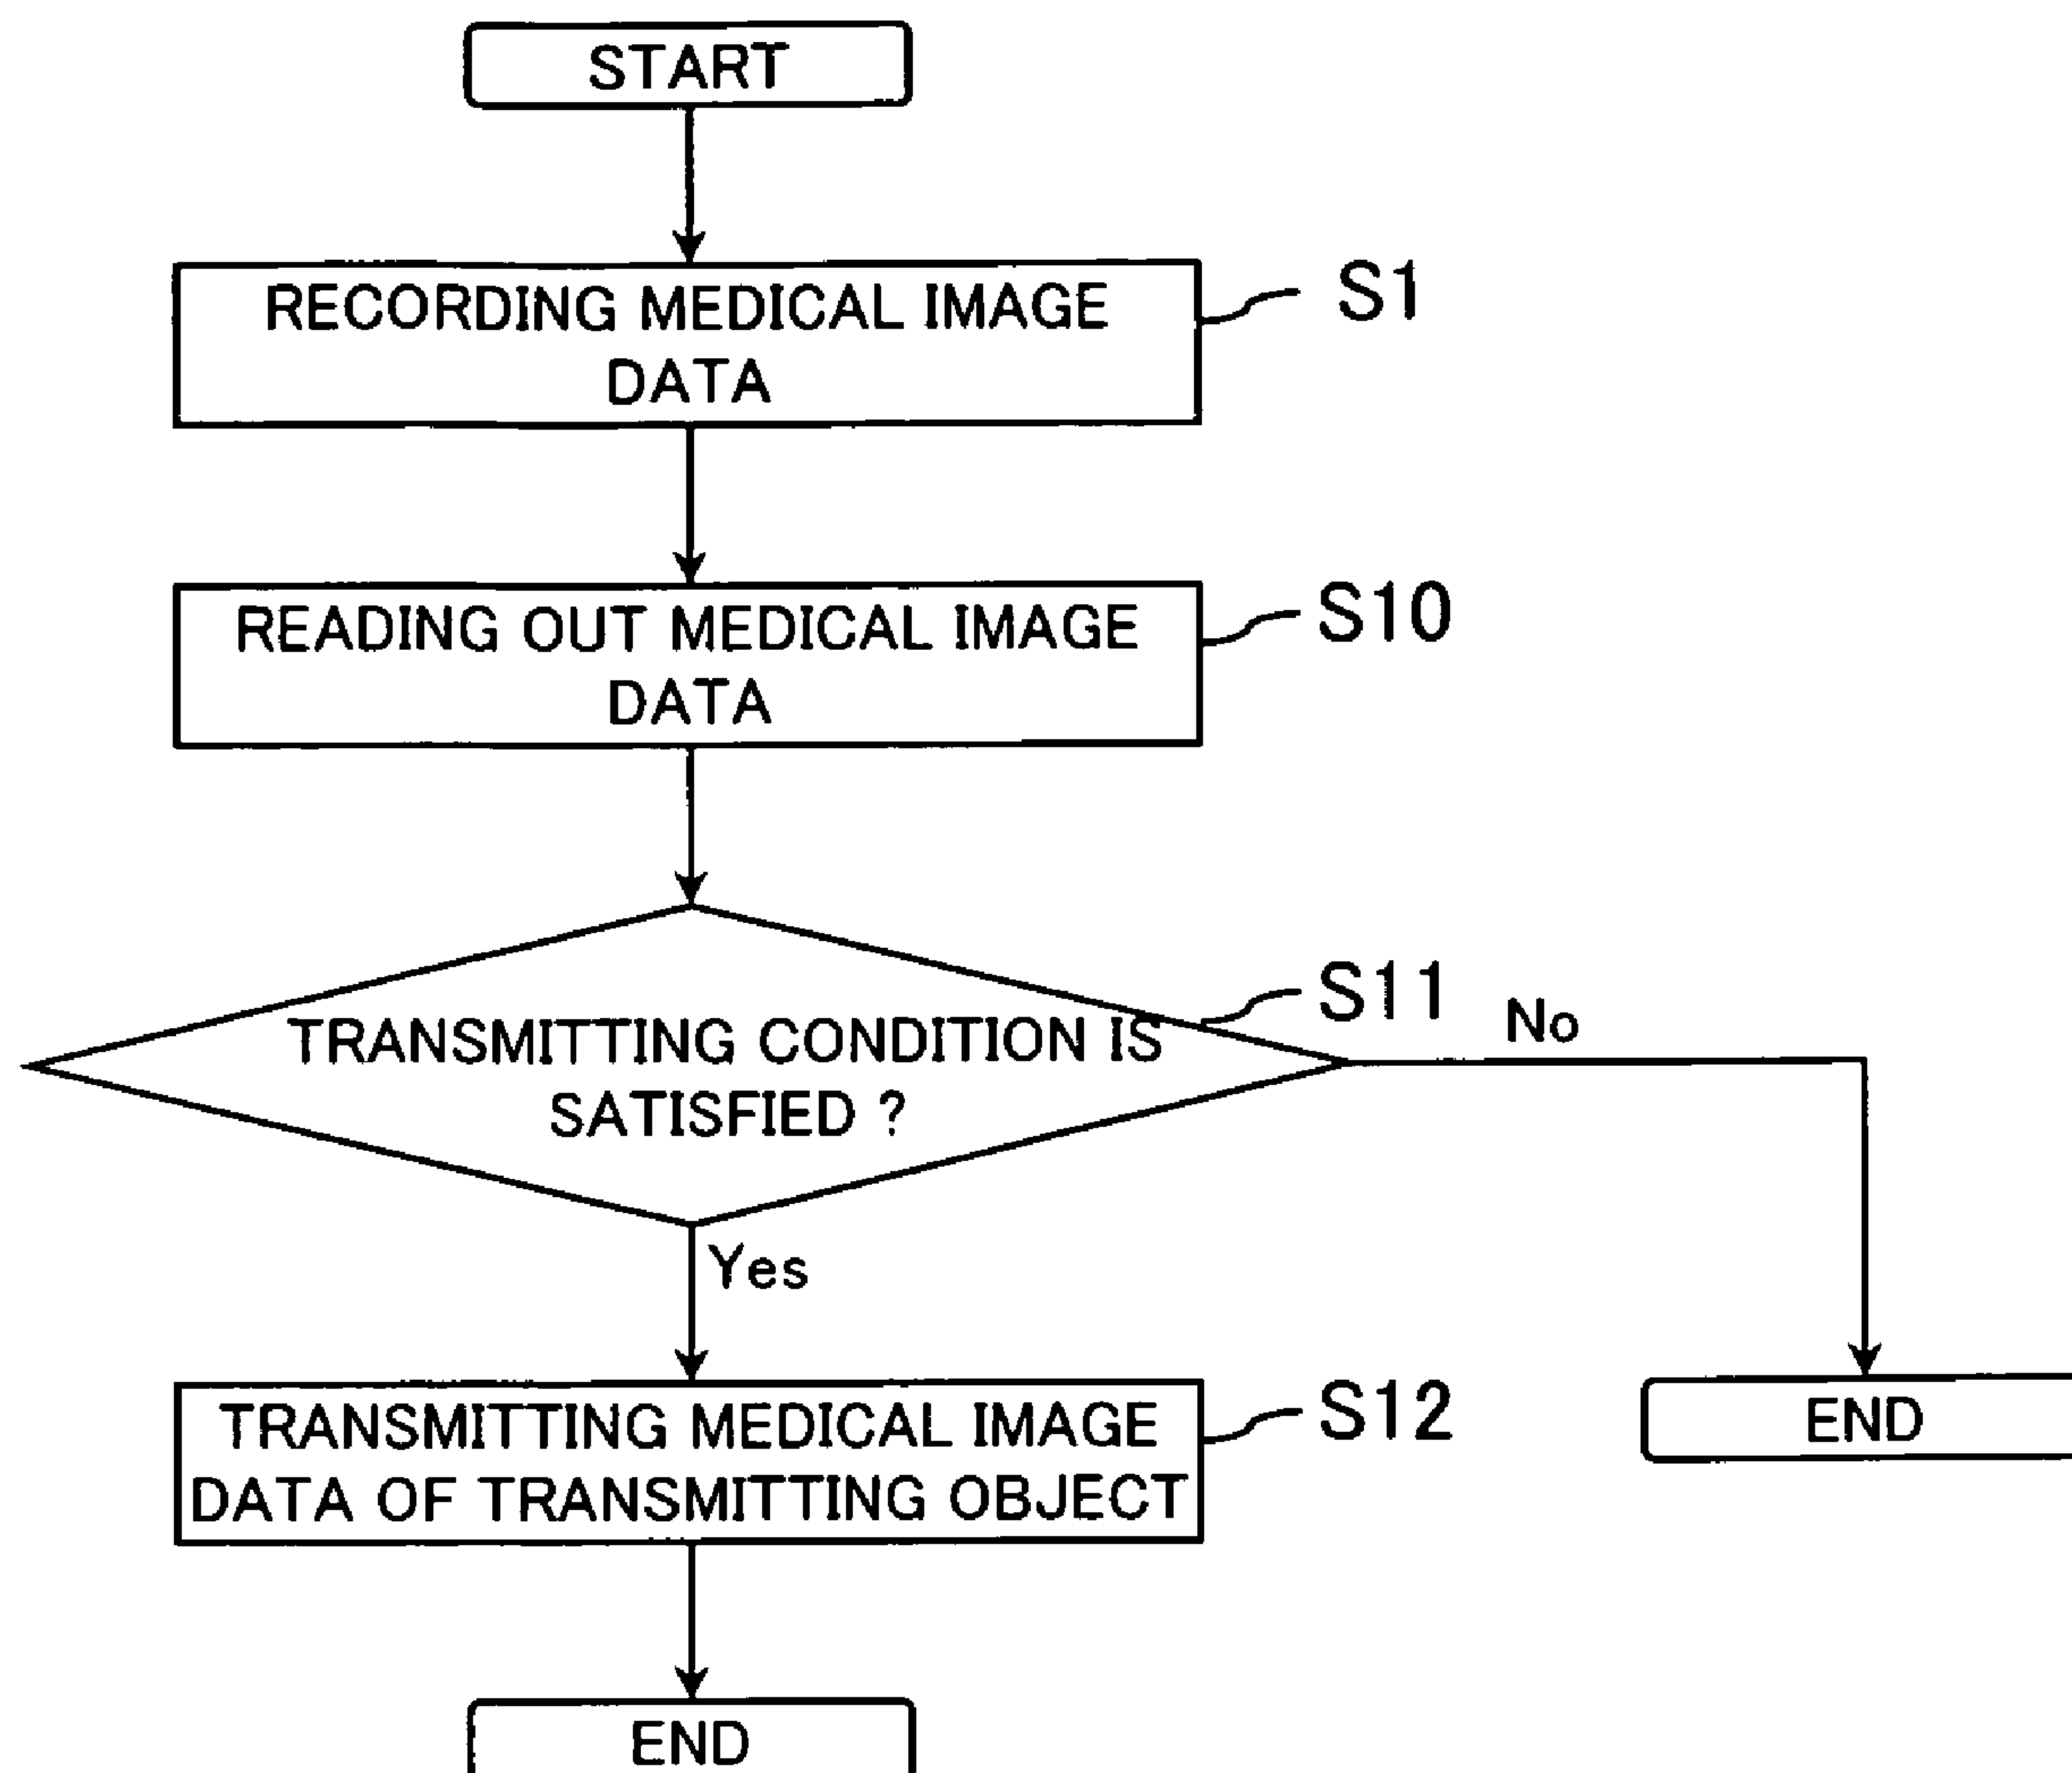 START
RECORDING MEDICAL IMAGE
DATA
S1
READING OUT MEDICAL IMAGE
DATA
S10
TRANSMITTING CONDITION IS
SATISFIED ?
S11
No
Yes
TRANSMITTING MEDICAL IMAGE
DATA OF TRANSMITTING OBJECT
S12
END
END